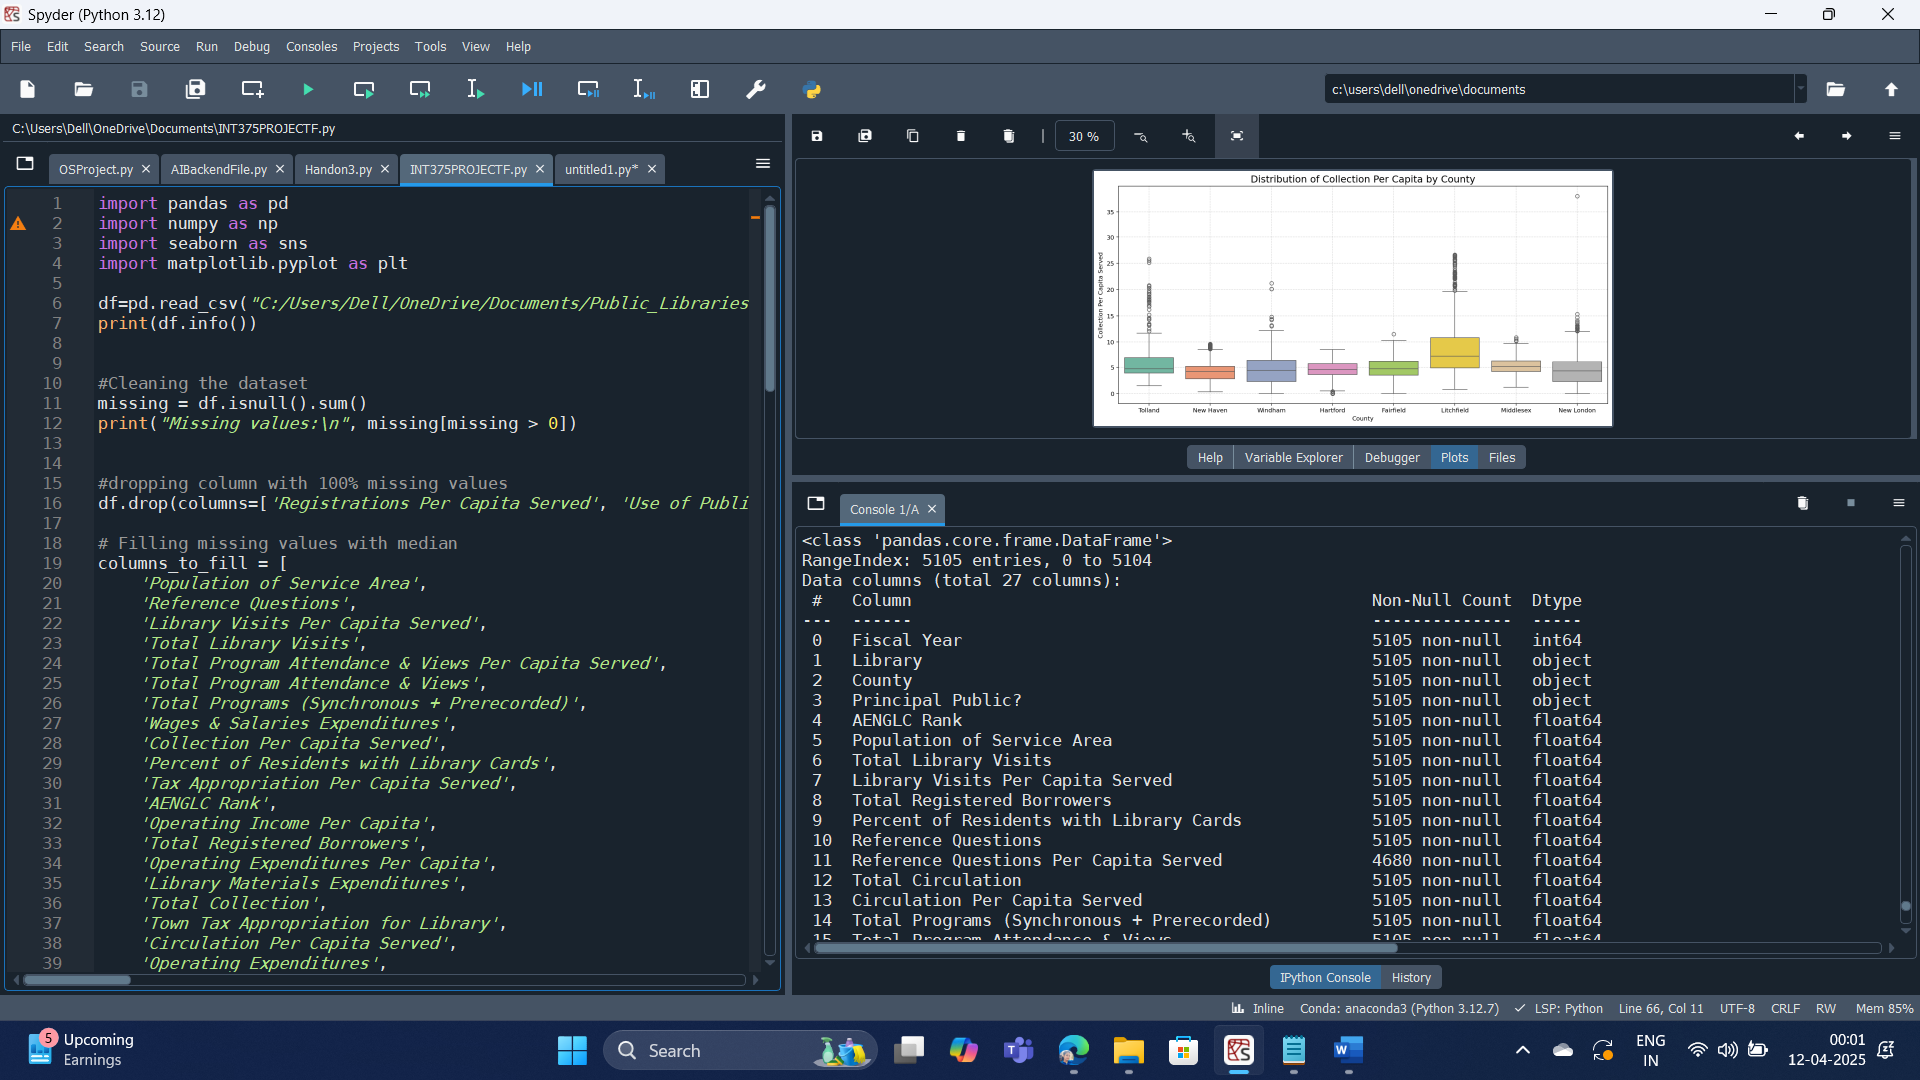 Spyder (Python 3.12)
File Edit Search Source Run Debug Consoles Projects Tools View Help
c:\users\dell\onedrive\documents
C:\Users\Dell\OneDrive\Documents\INT375PROJECTF.py
OSProject.py AIBackendFile.py Handon3.py INT375PROJECTF.py untitled1.py*
1 import pandas as pd
2 import numpy as np
3 import seaborn as sns
4 import matplotlib.pyplot as plt
5
6 df=pd.read_csv("C:/Users/Dell/OneDrive/Documents/Public_Libraries
7 print(df.info())
8
9
10 #Cleaning the dataset
11 missing = df.isnull().sum()
12 print("Missing values:\n", missing[missing > 0])
13
14
15 #dropping column with 100% missing values
16 df.drop(columns=['Registrations Per Capita Served', 'Use of Publi
17
18 # Filling missing values with median
19 columns_to_fill = [
20 'Population of Service Area',
21 'Reference Questions',
22 'Library Visits Per Capita Served',
23 'Total Library Visits',
24 'Total Program Attendance & Views Per Capita Served',
25 'Total Program Attendance & Views',
26 'Total Programs (Synchronous + Prerecorded)',
27 'Wages & Salaries Expenditures',
28 'Collection Per Capita Served',
29 'Percent of Residents with Library Cards',
30 'Tax Appropriation Per Capita Served',
31 'AENGLC Rank',
32 'Operating Income Per Capita',
33 'Total Registered Borrowers',
34 'Operating Expenditures Per Capita',
35 'Library Materials Expenditures',
36 'Total Collection',
37 'Town Tax Appropriation for Library',
38 'Circulation Per Capita Served',
39 'Operating Expenditures',
30 %
Distribution of Collection Per Capita by County
Collection Per Capita Served
35
30
25
20
15
10
5
0
Tolland New Haven Windham Hartford Fairfield Litchfield Middlesex New London
County
Help Variable Explorer Debugger Plots Files
Console 1/A
<class 'pandas.core.frame.DataFrame'>
RangeIndex: 5105 entries, 0 to 5104
Data columns (total 27 columns):
# Column Non-Null Count Dtype
--- ------ -------------- -----
0 Fiscal Year 5105 non-null int64
1 Library 5105 non-null object
2 County 5105 non-null object
3 Principal Public? 5105 non-null object
4 AENGLC Rank 5105 non-null float64
5 Population of Service Area 5105 non-null float64
6 Total Library Visits 5105 non-null float64
7 Library Visits Per Capita Served 5105 non-null float64
8 Total Registered Borrowers 5105 non-null float64
9 Percent of Residents with Library Cards 5105 non-null float64
10 Reference Questions 5105 non-null float64
11 Reference Questions Per Capita Served 4680 non-null float64
12 Total Circulation 5105 non-null float64
13 Circulation Per Capita Served 5105 non-null float64
14 Total Programs (Synchronous + Prerecorded) 5105 non-null float64
15 Total Program Attendance & Views 5105 non-null float64
IPython Console History
Inline Conda: anaconda3 (Python 3.12.7) LSP: Python Line 66, Col 11 UTF-8 CRLF RW Mem 85%
5 Upcoming
Earnings
Search
ENG
IN
00:01
12-04-2025